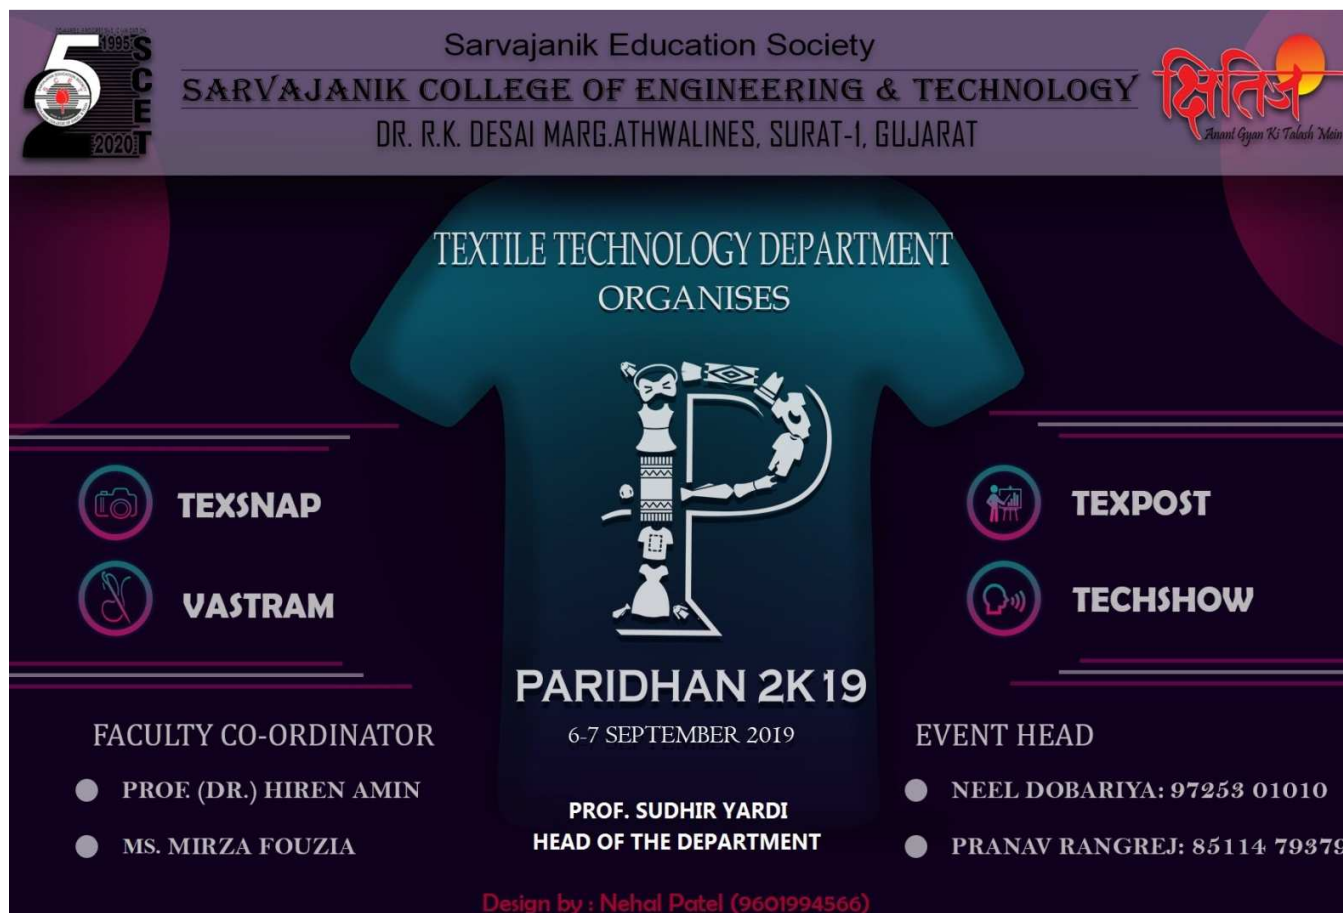 25
1995
2020
SCET
Sarvajanik Education Society
SARVAJANIK COLLEGE OF ENGINEERING & TECHNOLOGY
DR. R.K. DESAI MARG.ATHWALINES, SURAT-1, GUJARAT
क्षितिज
Anant Gyan Ki Talash Mein
TEXTILE TECHNOLOGY DEPARTMENT
ORGANISES
P
PARIDHAN 2K19
6-7 SEPTEMBER 2019
TEXSNAP
VASTRAM
TEXPOST
TECHSHOW
FACULTY CO-ORDINATOR
PROF. (DR.) HIREN AMIN
MS. MIRZA FOUZIA
PROF. SUDHIR YARDI
HEAD OF THE DEPARTMENT
EVENT HEAD
NEEL DOBARIYA: 97253 01010
PRANAV RANGREJ: 85114 79379
Design by : Nehal Patel (9601994566)